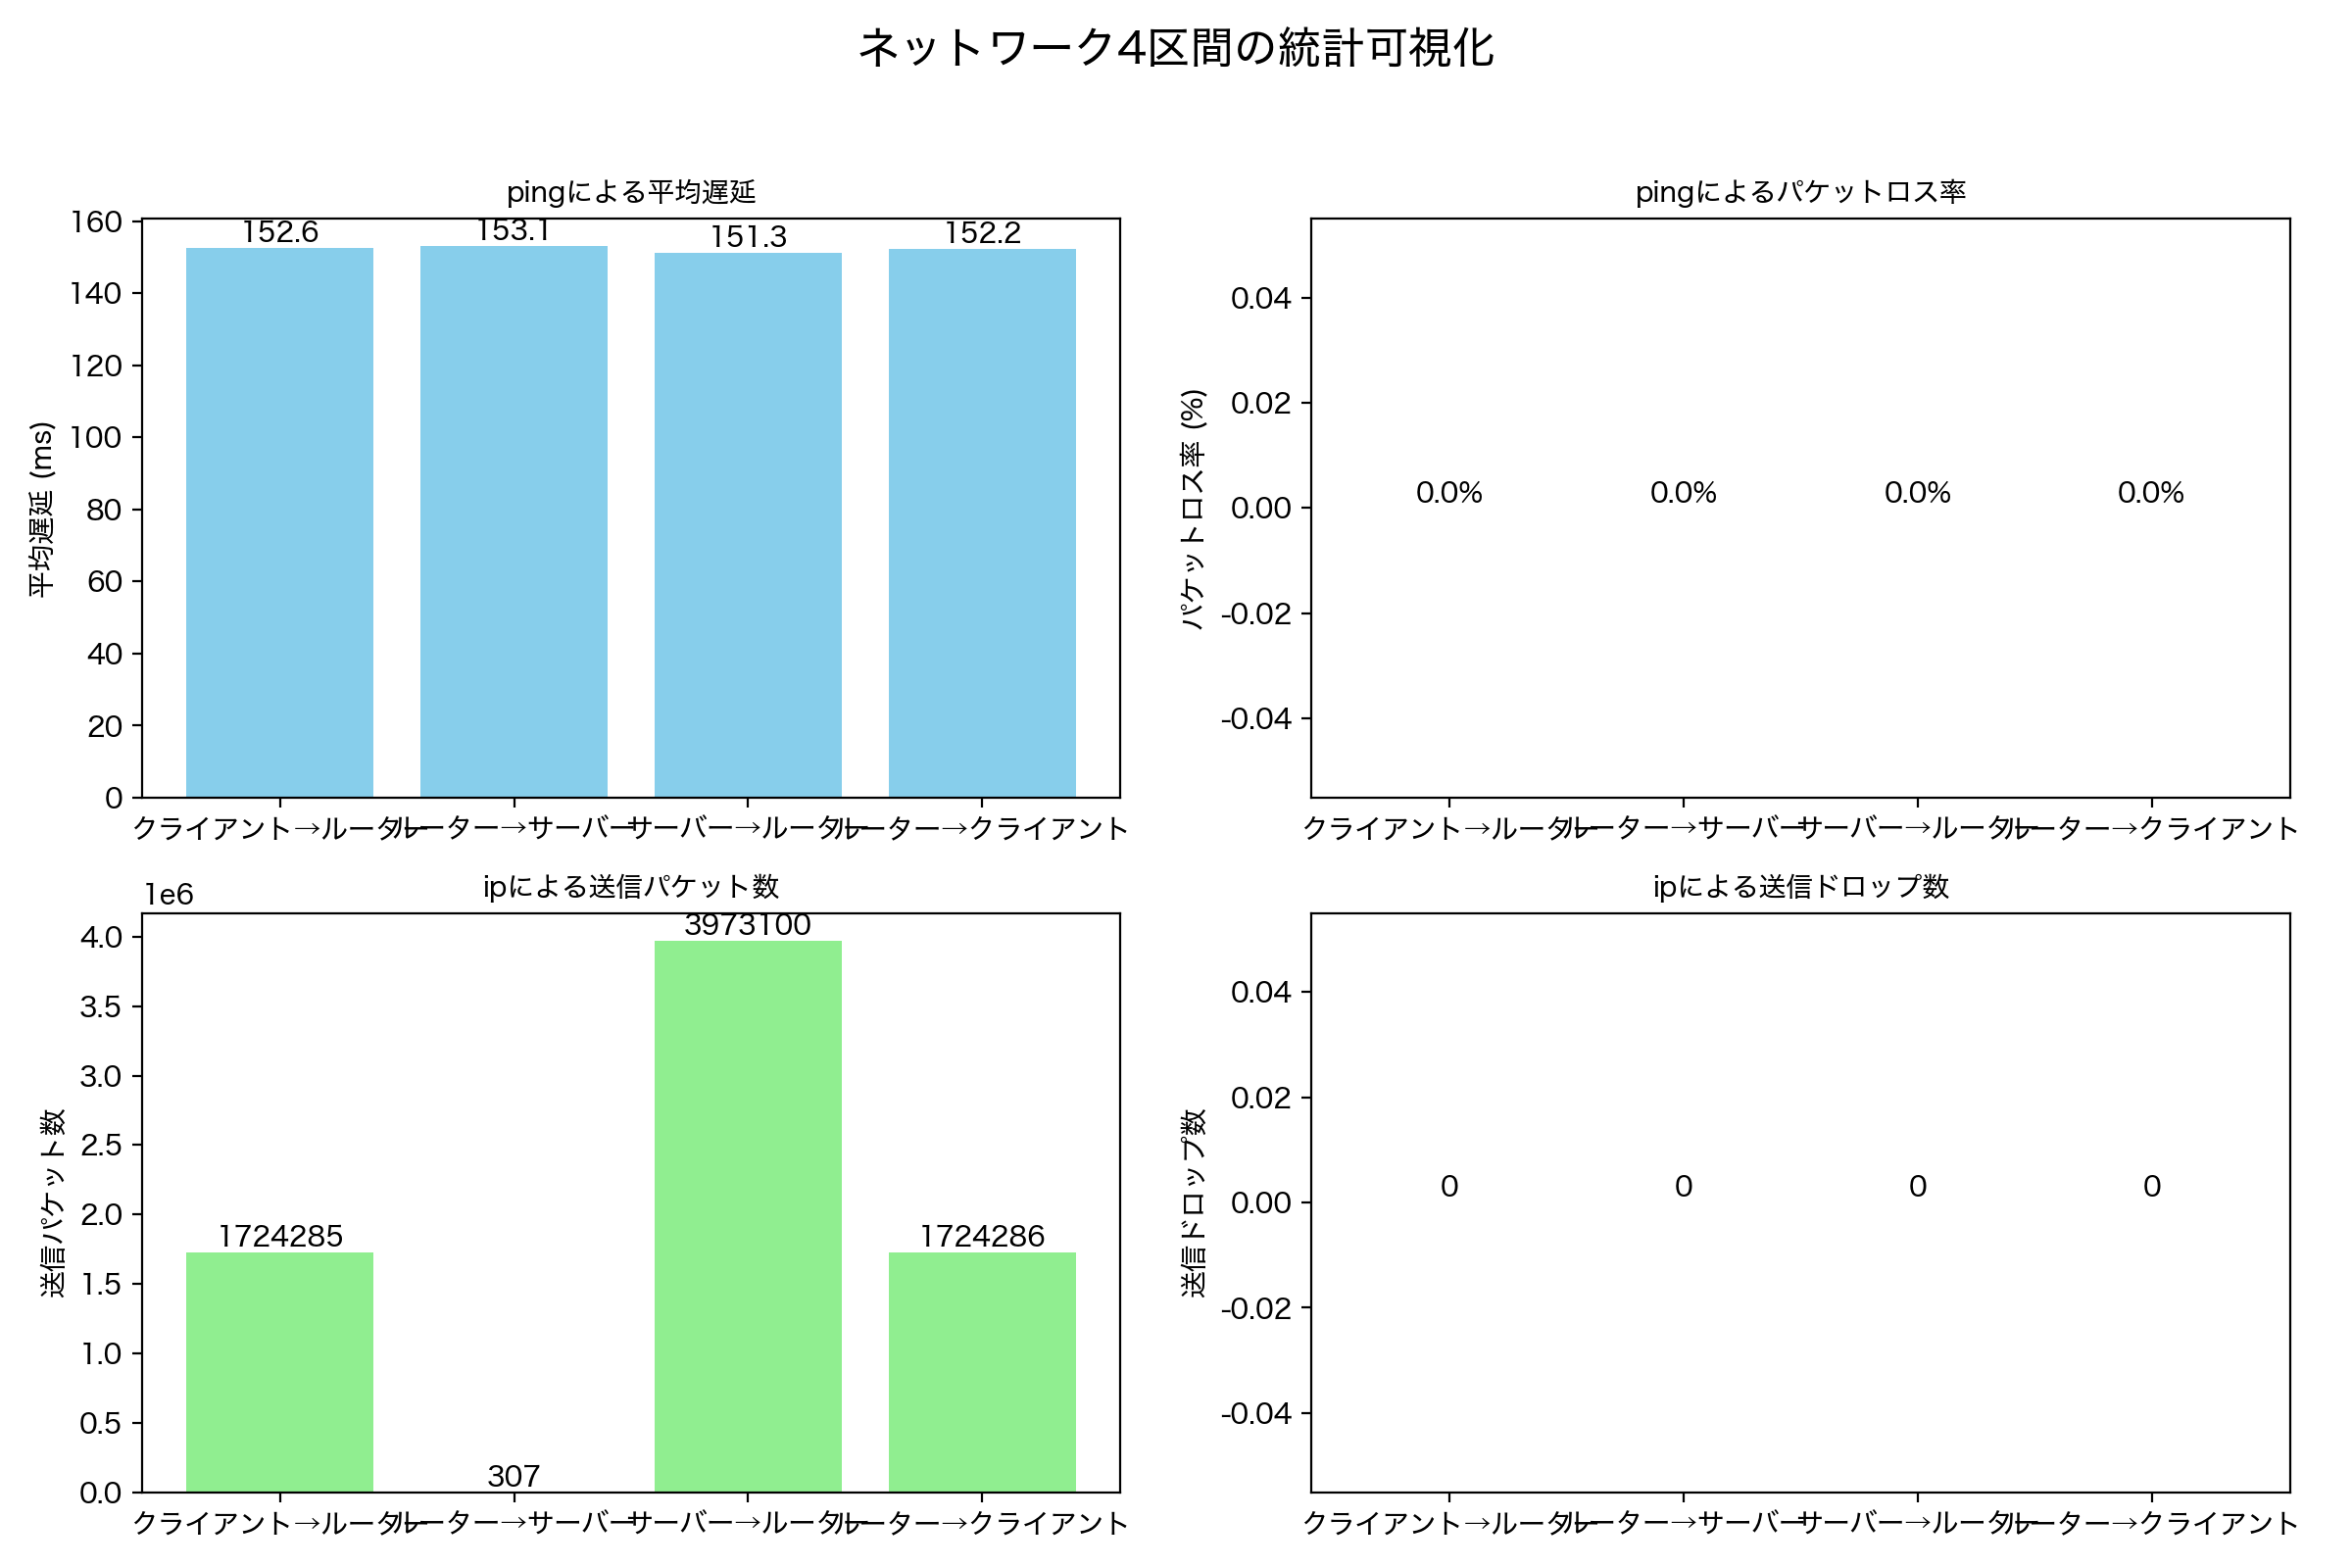 ネットワーク4区間の統計可視化
pingによる平均遅延
平均遅延 (ms)
160
140
120
100
80
60
40
20
0
152.6
153.1
151.3
152.2
クライアント→ルーター
ルーター→サーバー
サーバー→ルーター
ルーター→クライアント
pingによるパケットロス率
パケットロス率 (%)
0.04
0.02
0.00
-0.02
-0.04
0.0%
0.0%
0.0%
0.0%
クライアント→ルーター
ルーター→サーバー
サーバー→ルーター
ルーター→クライアント
ipによる送信パケット数
1e6
送信パケット数
4.0
3.5
3.0
2.5
2.0
1.5
1.0
0.5
0.0
1724285
307
3973100
1724286
クライアント→ルーター
ルーター→サーバー
サーバー→ルーター
ルーター→クライアント
ipによる送信ドロップ数
送信ドロップ数
0.04
0.02
0.00
-0.02
-0.04
0
0
0
0
クライアント→ルーター
ルーター→サーバー
サーバー→ルーター
ルーター→クライアント